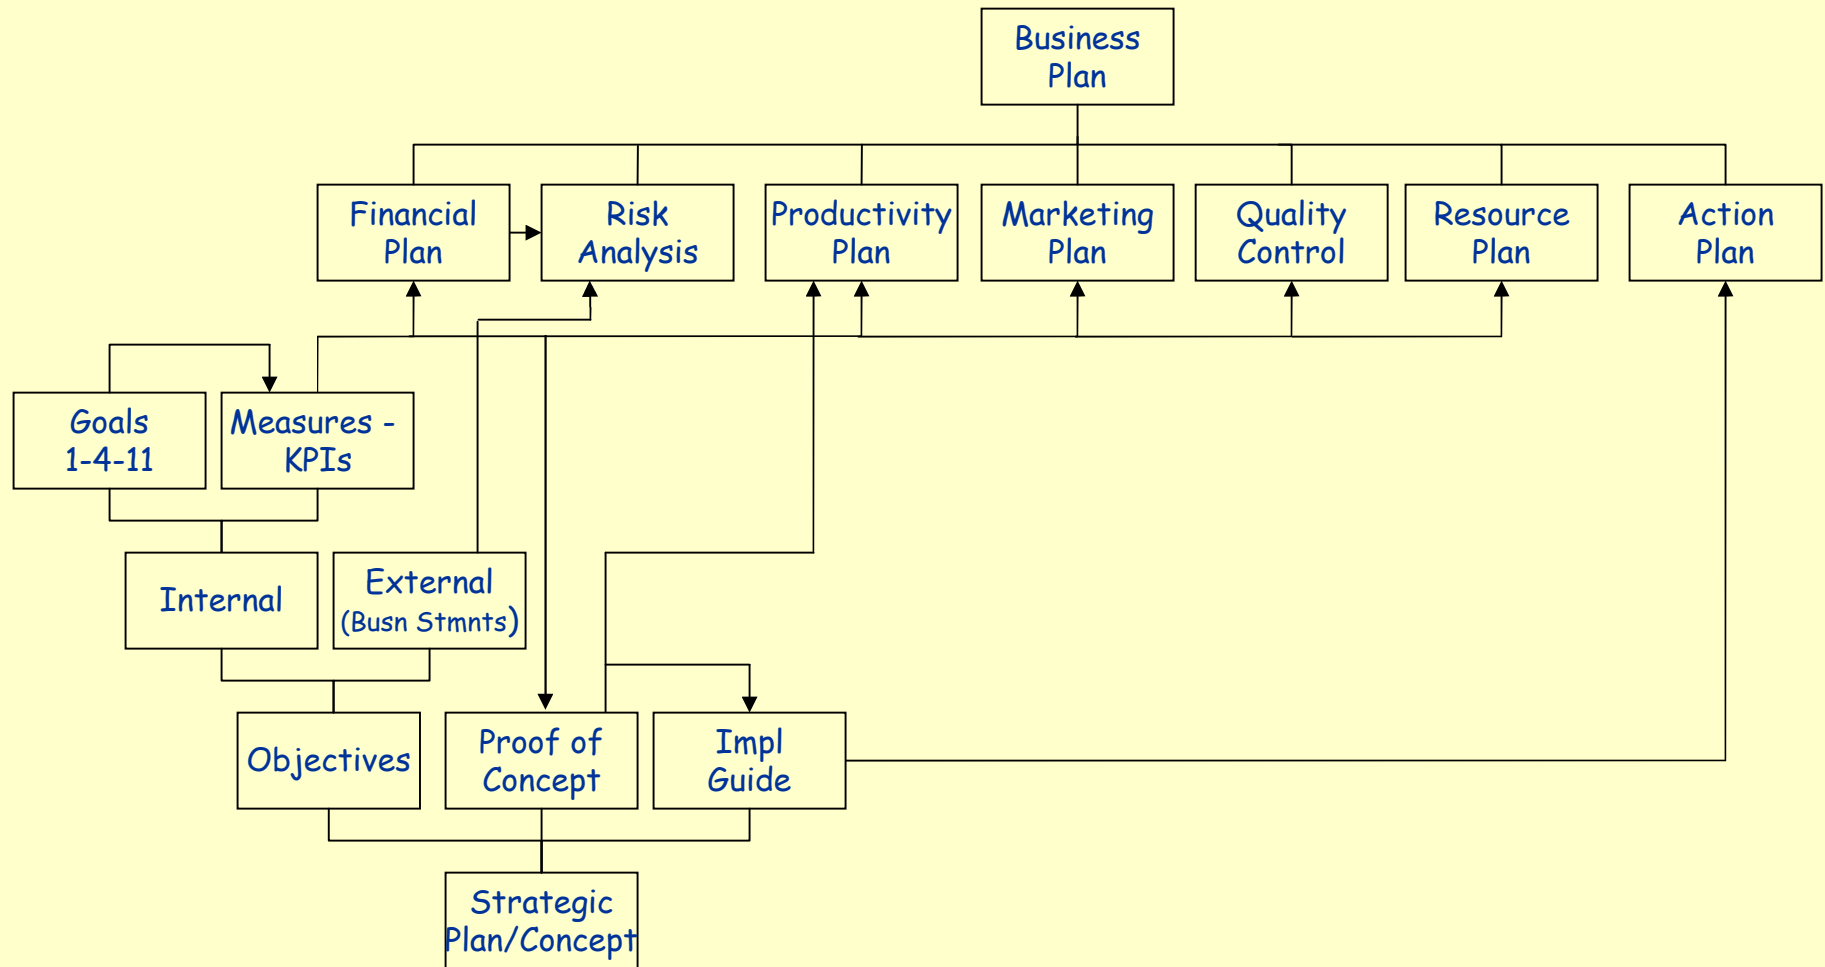 Business
Plan
Financial
Plan
Risk
Analysis
Productivity
Plan
Marketing
Plan
Quality
Control
Resource
Plan
Action
Plan
Goals
1-4-11
Measures -
KPIs
Internal
External
(Busn Stmnts)
Objectives
Proof of
Concept
Impl
Guide
Strategic
Plan/Concept